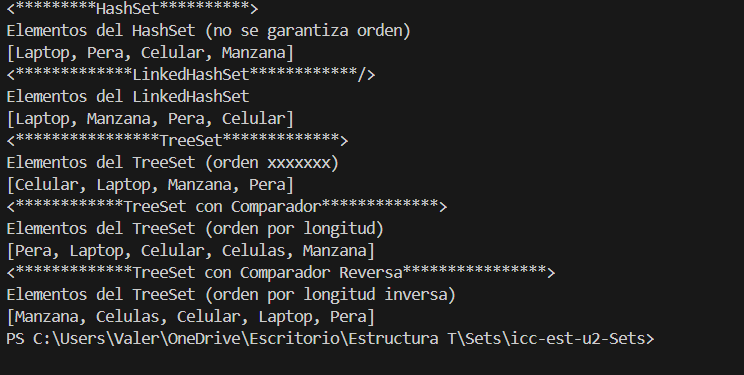 <*********HashSet**********>
Elementos del HashSet (no se garantiza orden)
[Laptop, Pera, Celular, Manzana]
<*************LinkedHashSet************/>
Elementos del LinkedHashSet
[Laptop, Manzana, Pera, Celular]
<****************TreeSet*************>
Elementos del TreeSet (orden xxxxxxx)
[Celular, Laptop, Manzana, Pera]
<************TreeSet con Comparador*************>
Elementos del TreeSet (orden por longitud)
[Pera, Laptop, Celular, Celulas, Manzana]
<*************TreeSet con Comparador Reversa****************>
Elementos del TreeSet (orden por longitud inversa)
[Manzana, Celulas, Celular, Laptop, Pera]
PS C:\Users\Valer\OneDrive\Escritorio\Estructura T\Sets\icc-est-u2-Sets>